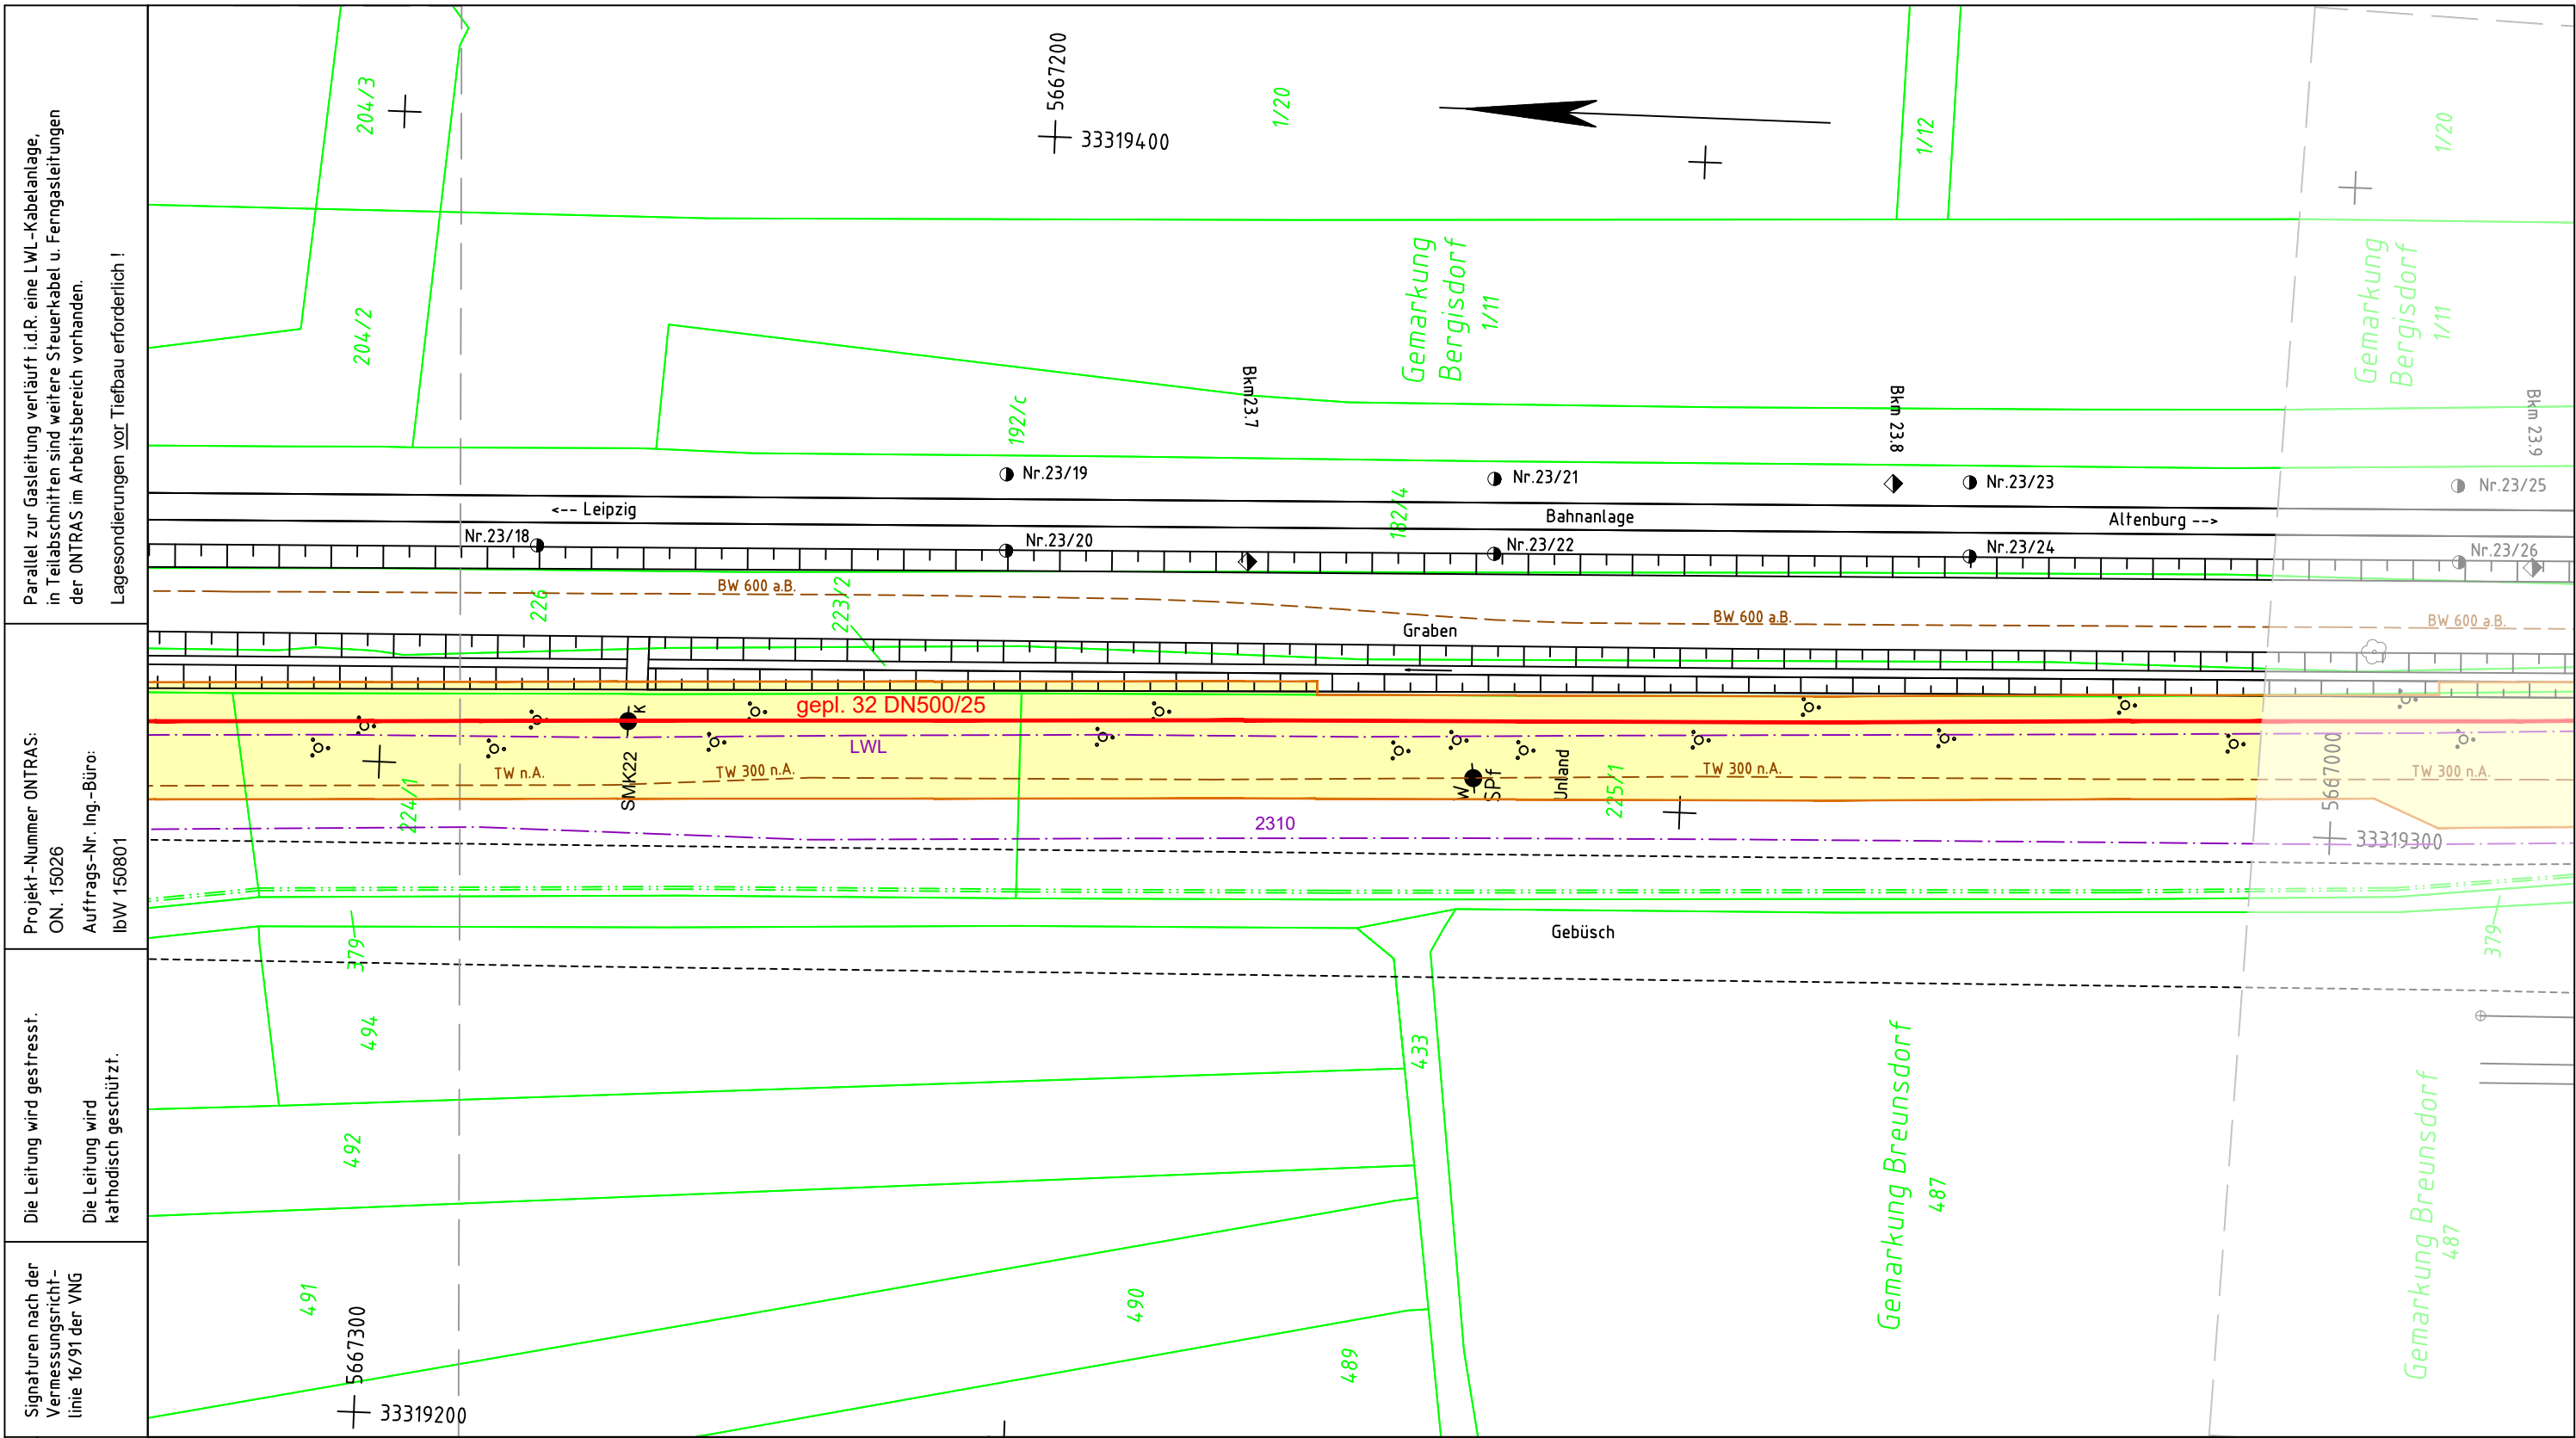 Parallel zur Gasleitung verläuft i.d.R. eine LWL-Kabelanlage,
in Teilabschnitten sind weitere Steuerkabel u. Ferngasleitungen
der ONTRAS im Arbeitsbereich vorhanden.
Lagesondierungen vor Tiefbau erforderlich !
Projekt-Nummer ONTRAS:
ON. 15026
Auftrags-Nr. Ing.-Büro:
IbW 150801
Die Leitung wird gestresst.
Die Leitung wird
kathodisch geschützt.
Signaturen nach der
Vermessungsricht-
linie 16/91 der VNG
204/3
5667200
33319400
1/20
1/12
1/20
204/2
Gemarkung
Bergisdorf
1/11
Gemarkung
Bergisdorf
1/11
192/c
Bkm23.7
Bkm 23.8
Bkm 23.9
Nr.23/19
Nr.23/21
Nr.23/23
Nr.23/25
<-- Leipzig
182/4
Bahnanlage
Altenburg -->
Nr.23/18
Nr.23/20
Nr.23/22
Nr.23/24
Nr.23/26
226
BW 600 a.B.
223/2
BW 600 a.B.
BW 600 a.B.
Graben
K
gepl. 32 DN500/25
LWL
TW n.A.
SMK22
TW 300 n.A.
W
SPf
Unland
TW 300 n.A.
TW 300 n.A.
224/1
225/1
5667000
33319300
2310
379
Gebüsch
379
494
433
Gemarkung Breunsdorf
487
Gemarkung Breunsdorf
487
492
491
490
489
5667300
33319200